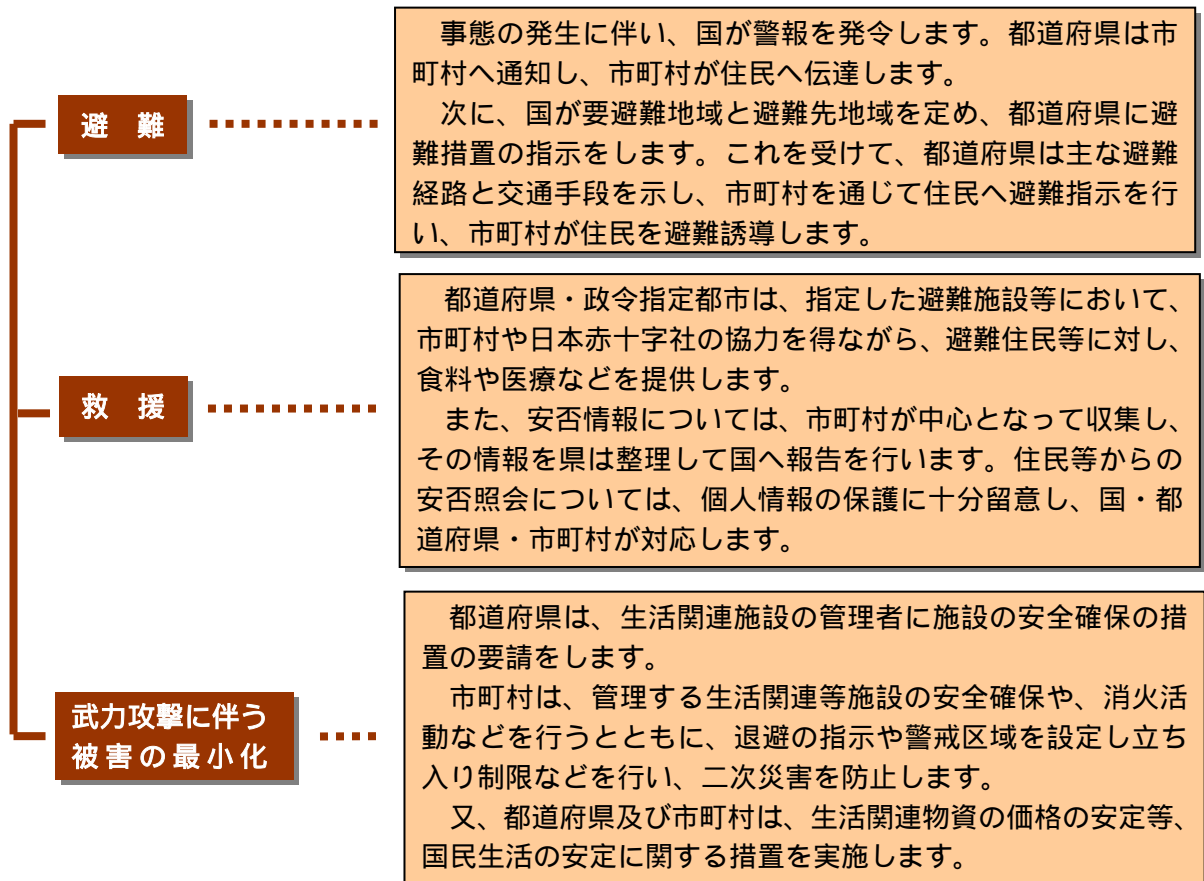 避　難
　事態の発生に伴い、国が警報を発令します。都道府県は市
町村へ通知し、市町村が住民へ伝達します。
　次に、国が要避難地域と避難先地域を定め、都道府県に避
難措置の指示をします。これを受けて、都道府県は主な避難
経路と交通手段を示し、市町村を通じて住民へ避難指示を行
い、市町村が住民を避難誘導します。
救　援
　都道府県・政令指定都市は、指定した避難施設等において、
市町村や日本赤十字社の協力を得ながら、避難住民等に対し、
食料や医療などを提供します。
　また、安否情報については、市町村が中心となって収集し、
その情報を県は整理して国へ報告を行います。住民等からの
安否照会については、個人情報の保護に十分留意し、国・都
道府県・市町村が対応します。
武力攻撃に伴う
被害の最小化
　都道府県は、生活関連施設の管理者に施設の安全確保の措
置の要請をします。
　市町村は、管理する生活関連等施設の安全確保や、消火活
動などを行うとともに、退避の指示や警戒区域を設定し立ち
入り制限などを行い、二次災害を防止します。
　又、都道府県及び市町村は、生活関連物資の価格の安定等、
国民生活の安定に関する措置を実施します。